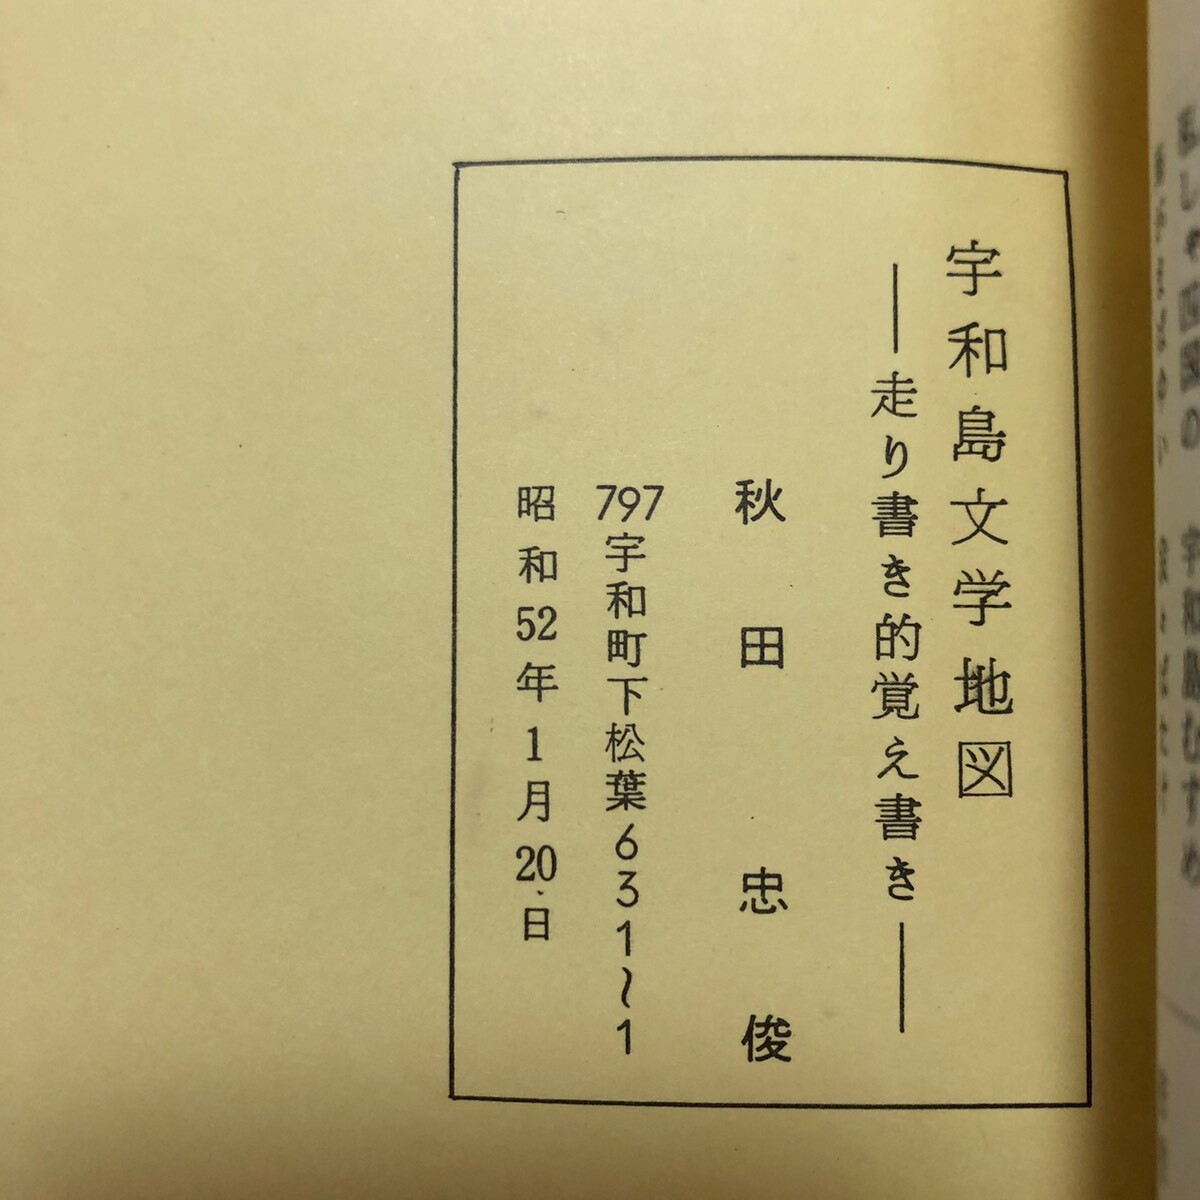 宇和島文学地図
――走り書き的覚え書き――
秋田忠俊
797宇和町下松葉631~1
昭和52年1月20.日